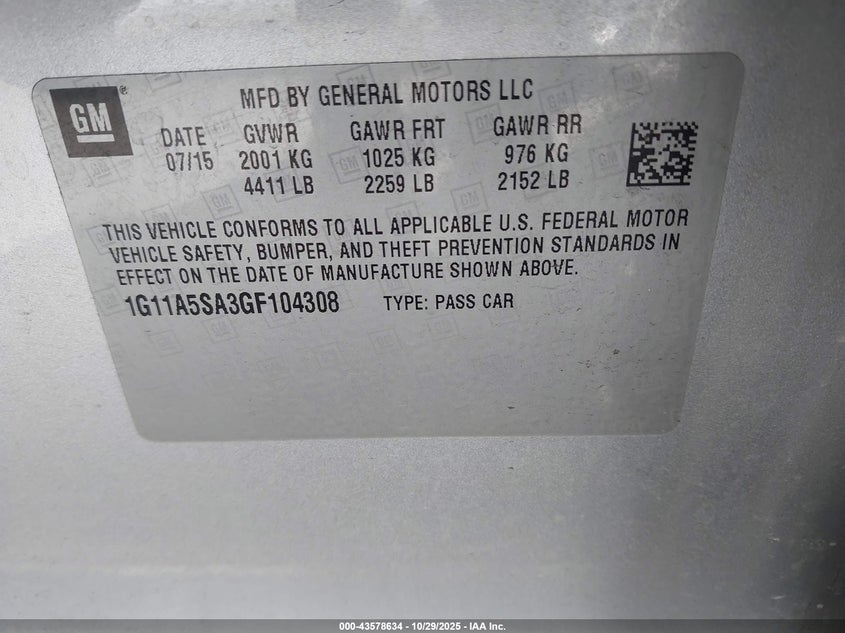 GM ®
MFD BY GENERAL MOTORS LLC
DATE GVWR GAWR FRT GAWR RR
07/15 2001 KG 1025 KG 976 KG
4411 LB 2259 LB 2152 LB
THIS VEHICLE CONFORMS TO ALL APPLICABLE U.S. FEDERAL MOTOR
VEHICLE SAFETY, BUMPER, AND THEFT PREVENTION STANDARDS IN
EFFECT ON THE DATE OF MANUFACTURE SHOWN ABOVE.
1G11A5SA3GF104308 TYPE: PASS CAR
000-43578634 | 10/29/2025 - IAA Inc.